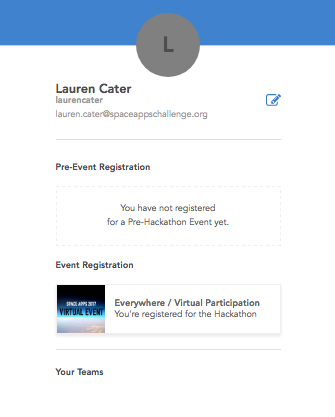 L
Lauren Cater
laurencater
lauren.cater@spaceappschallenge.org
Pre-Event Registration
You have not registered
for a Pre-Hackathon Event yet.
Event Registration
SPACE APPS 2017
VIRTUAL EVENT
Everywhere / Virtual Participation
You're registered for the Hackathon
Your Teams